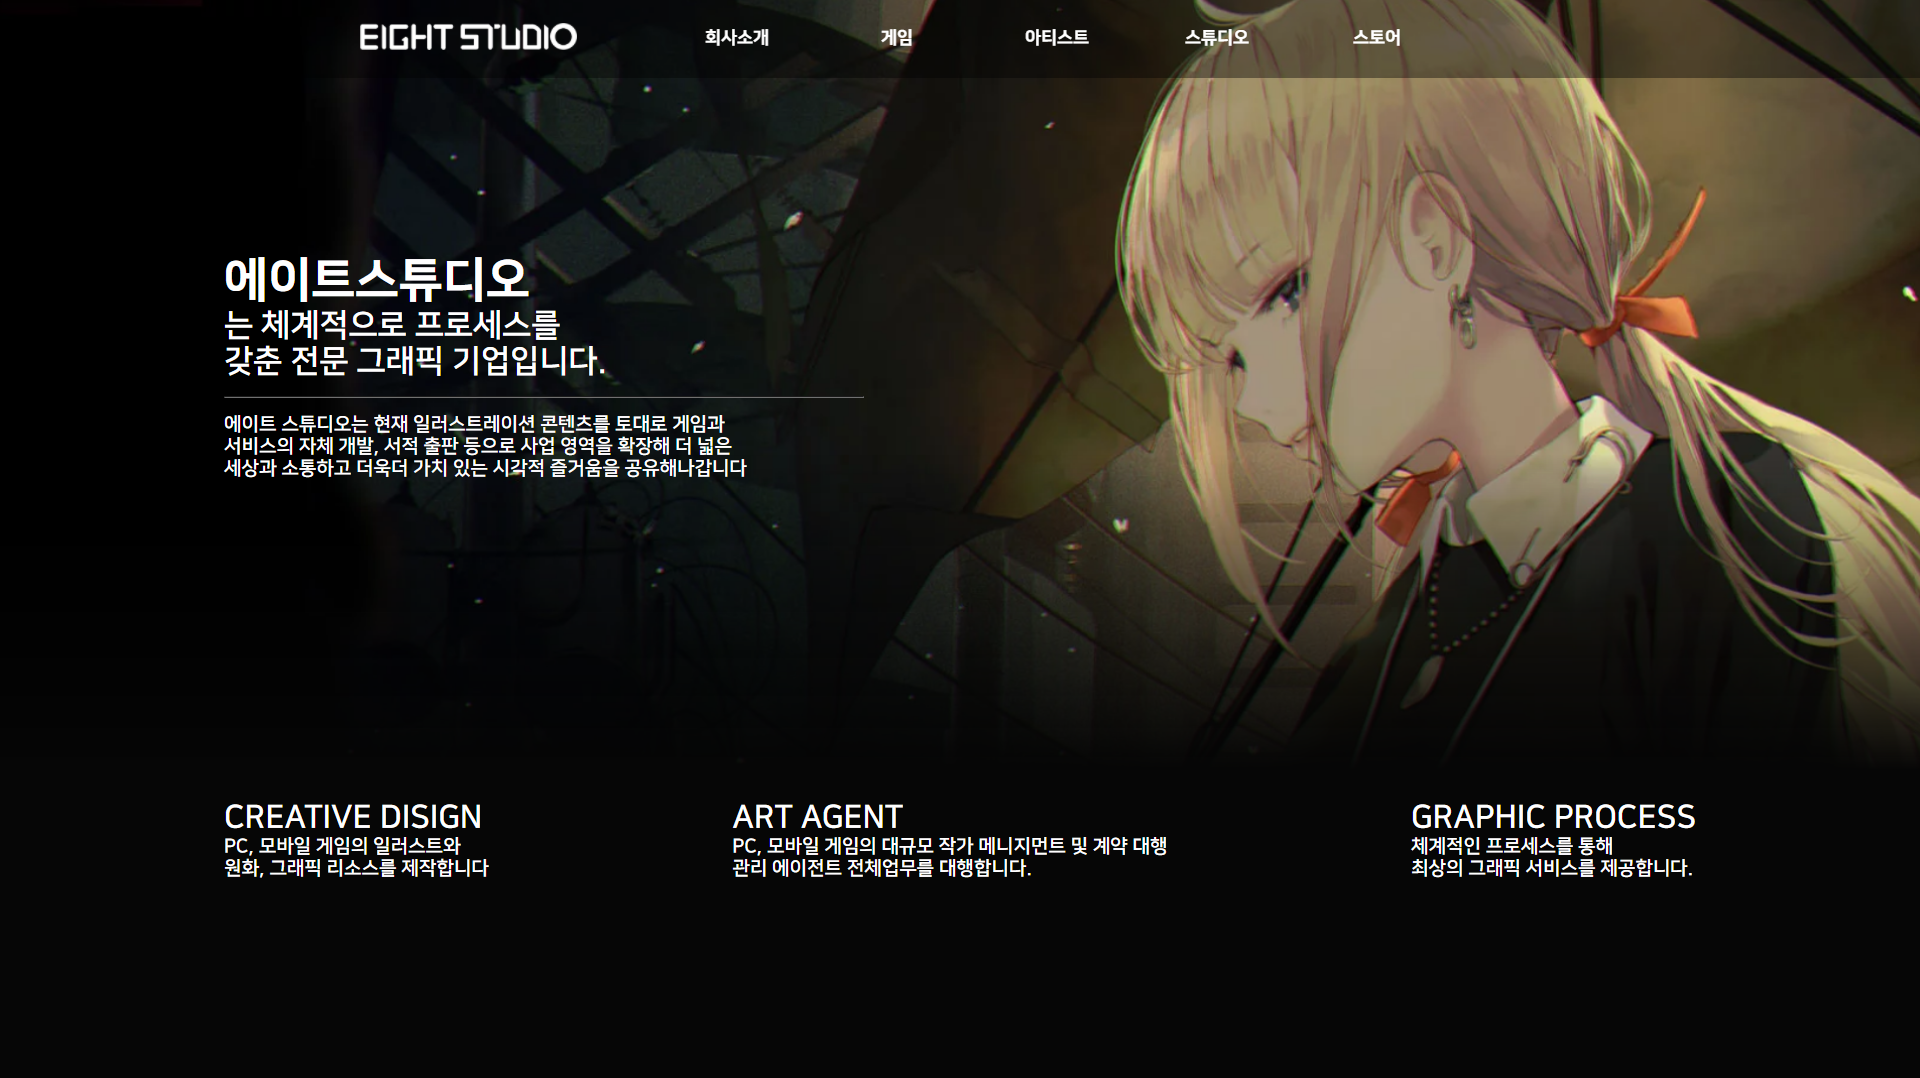 EIGHT STUDIO
회사소개 게임 아티스트 스튜디오 스토어
에이트스튜디오
는 체계적으로 프로세스를
갖춘 전문 그래픽 기업입니다.
에이트 스튜디오는 현재 일러스트레이션 콘텐츠를 토대로 게임과
서비스의 자체 개발, 서적 출판 등으로 사업 영역을 확장해 더 넓은
세상과 소통하고 더욱더 가치 있는 시각적 즐거움을 공유해나갑니다
CREATIVE DISIGN
PC, 모바일 게임의 일러스트와
원화, 그래픽 리소스를 제작합니다
ART AGENT
PC, 모바일 게임의 대규모 작가 메니지먼트 및 계약 대행
관리 에이전트 전체업무를 대행합니다.
GRAPHIC PROCESS
체계적인 프로세스를 통해
최상의 그래픽 서비스를 제공합니다.